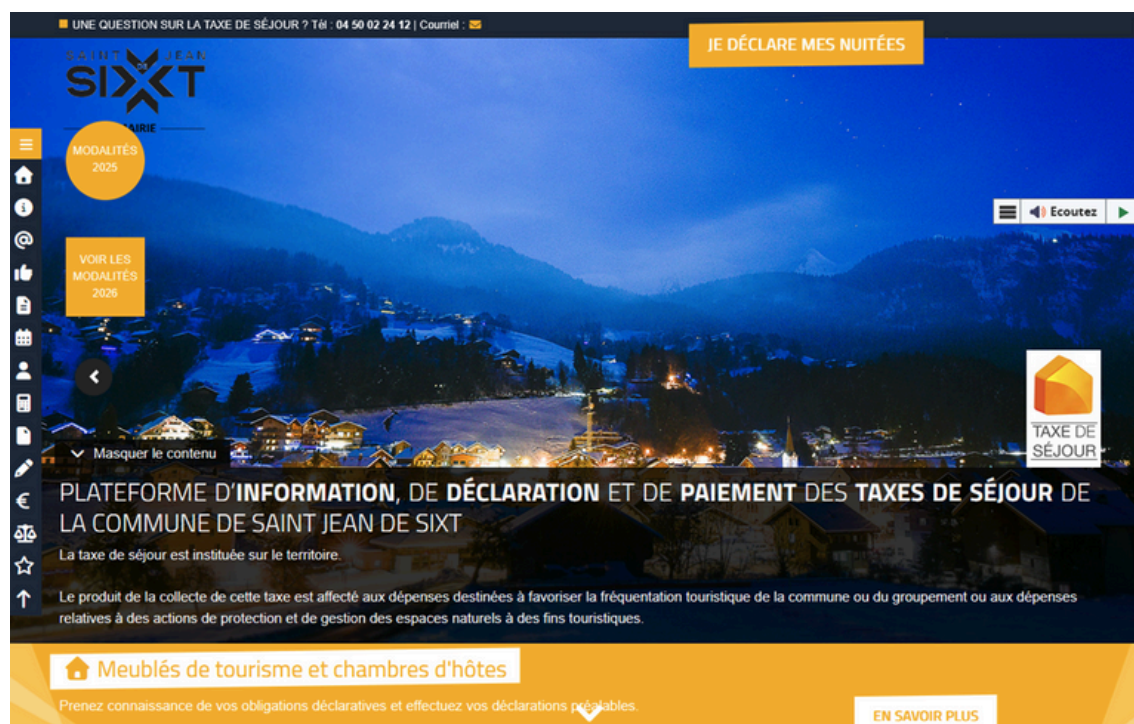 UNE QUESTION SUR LA TAXE DE SÉJOUR ? Tél : 04 50 02 24 12 | Courriel :
JE DÉCLARE MES NUITÉES
SAINT JEAN
DE
SIXT
MAIRIE
MODALITÉS
2025
Ecoutez
VOIR LES
MODALITÉS
2026
TAXE DE
SÉJOUR
Masquer le contenu
PLATEFORME D'INFORMATION, DE DÉCLARATION ET DE PAIEMENT DES TAXES DE SÉJOUR DE
LA COMMUNE DE SAINT JEAN DE SIXT
La taxe de séjour est instituée sur le territoire.
Le produit de la collecte de cette taxe est affecté aux dépenses destinées à favoriser la fréquentation touristique de la commune ou du groupement ou aux dépenses
relatives à des actions de protection et de gestion des espaces naturels à des fins touristiques.
Meublés de tourisme et chambres d'hôtes
Prenez connaissance de vos obligations déclaratives et effectuez vos déclarations préalables.
EN SAVOIR PLUS